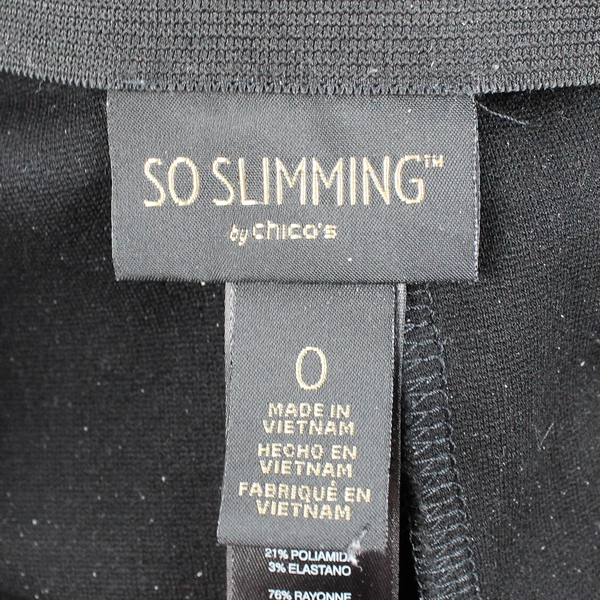 SO SLIMMING™
by chico's
0
MADE IN
VIETNAM
HECHO EN
VIETNAM
FABRIQUÉ EN
VIETNAM
21% POLIAMIDA
3% ELASTANO
76% RAYONNE